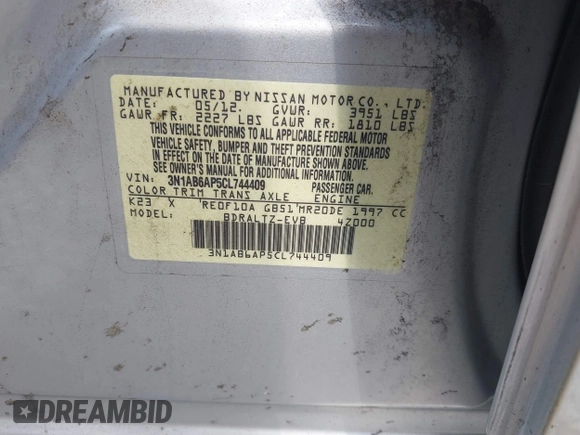 MANUFACTURED BY NISSAN MOTOR CO., LTD.
DATE: 05/12. GVWR: 3951 LBS
GAWR FR: 2227 LBS GAWR RR: 1810 LBS
THIS VEHICLE CONFORMS TO ALL APPLICABLE FEDERAL MOTOR
VEHICLE SAFETY, BUMPER AND THEFT PREVENTION STANDARDS
IN EFFECT ON THE DATE OF MANUFACTURE SHOWN ABOVE.
SEE OWNER'S MANUAL FOR ADDITIONAL INFORMATION.
VIN: 3N1AB6AP5CL744409 PASSENGER CAR.
COLOR TRIM TRANS AXLE ENGINE
K23 X RE0F10A GB51 MR20DE 1997 CC
MODEL: BDRALTZ-EVB 4Z000
3N1AB6AP5CL744409
DREAMBID